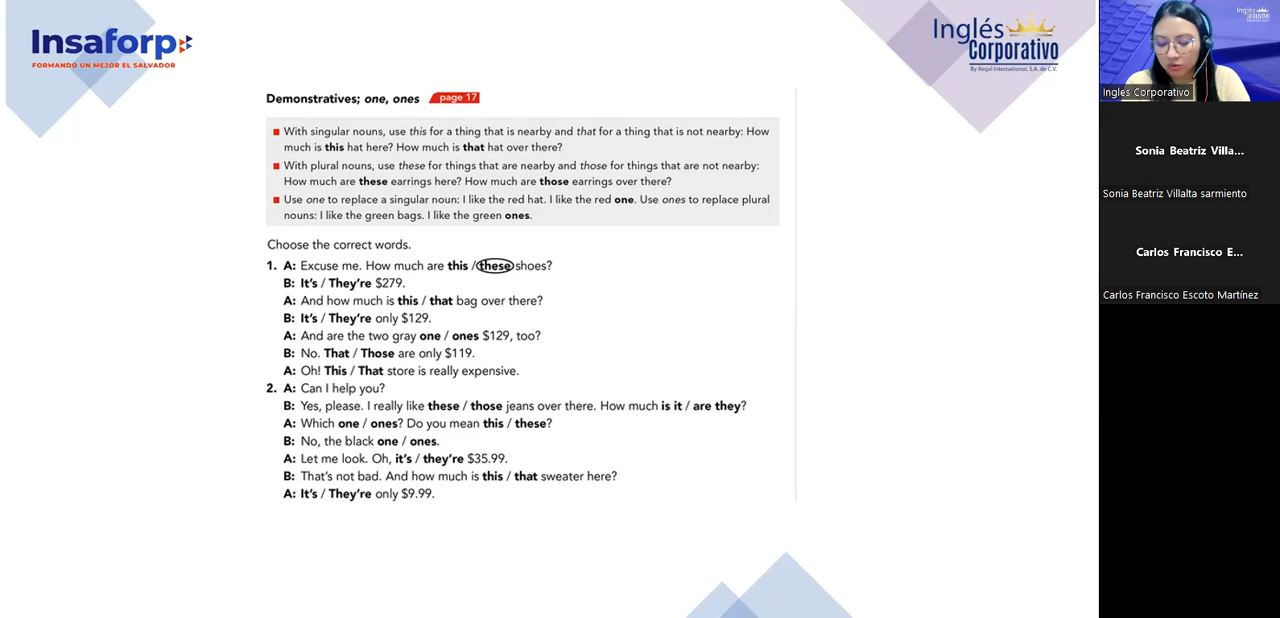 Insaforp
FORMANDO UN MEJOR EL SALVADOR
Inglés
Corporativo
By Regal International, S.A. de C.V.
Demonstratives; one, ones page 17
With singular nouns, use this for a thing that is nearby and that for a thing that is not nearby: How
much is this hat here? How much is that hat over there?
With plural nouns, use these for things that are nearby and those for things that are not nearby:
How much are these earrings here? How much are those earrings over there?
Use one to replace a singular noun: I like the red hat. I like the red one. Use ones to replace plural
nouns: I like the green bags. I like the green ones.
Choose the correct words.
1. A: Excuse me. How much are this / these shoes?
B: It's / They're $279.
A: And how much is this / that bag over there?
B: It's / They're only $129.
A: And are the two gray one / ones $129, too?
B: No. That / Those are only $119.
A: Oh! This / That store is really expensive.
2. A: Can I help you?
B: Yes, please. I really like these / those jeans over there. How much is it / are they?
A: Which one / ones? Do you mean this / these?
B: No, the black one / ones.
A: Let me look. Oh, it's / they're $35.99.
B: That's not bad. And how much is this / that sweater here?
A: It's / They're only $9.99.
Inglés
Ingles Corporativo
Sonia Beatriz Villa...
Sonia Beatriz Villalta sarmiento
Carlos Francisco E...
Carlos Francisco Escoto Martínez